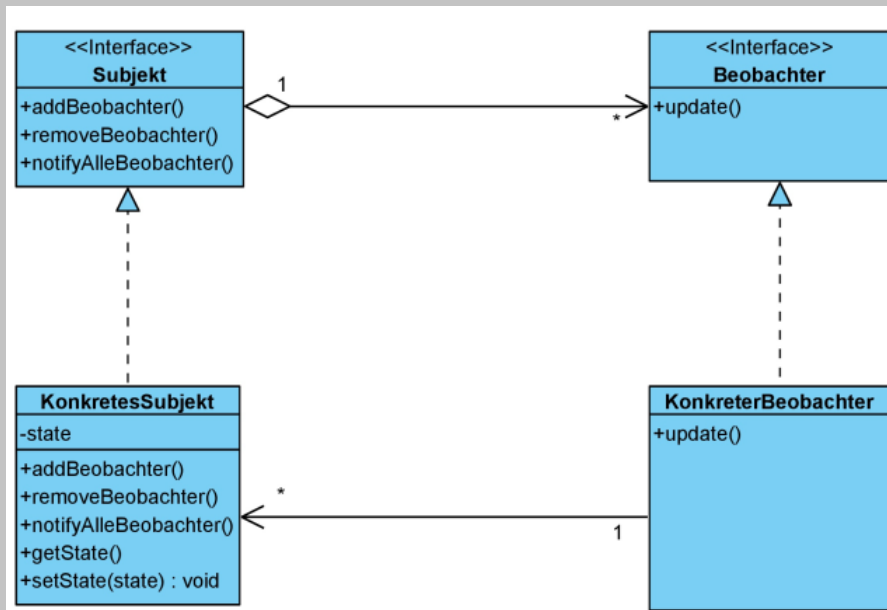 <<Interface>>
Subjekt
+addBeobachter()
+removeBeobachter()
+notifyAlleBeobachter()
1
*
<<Interface>>
Beobachter
+update()
KonkretesSubjekt
-state
+addBeobachter()
+removeBeobachter()
+notifyAlleBeobachter()
+getState()
+setState(state) : void
*
1
KonkreterBeobachter
+update()